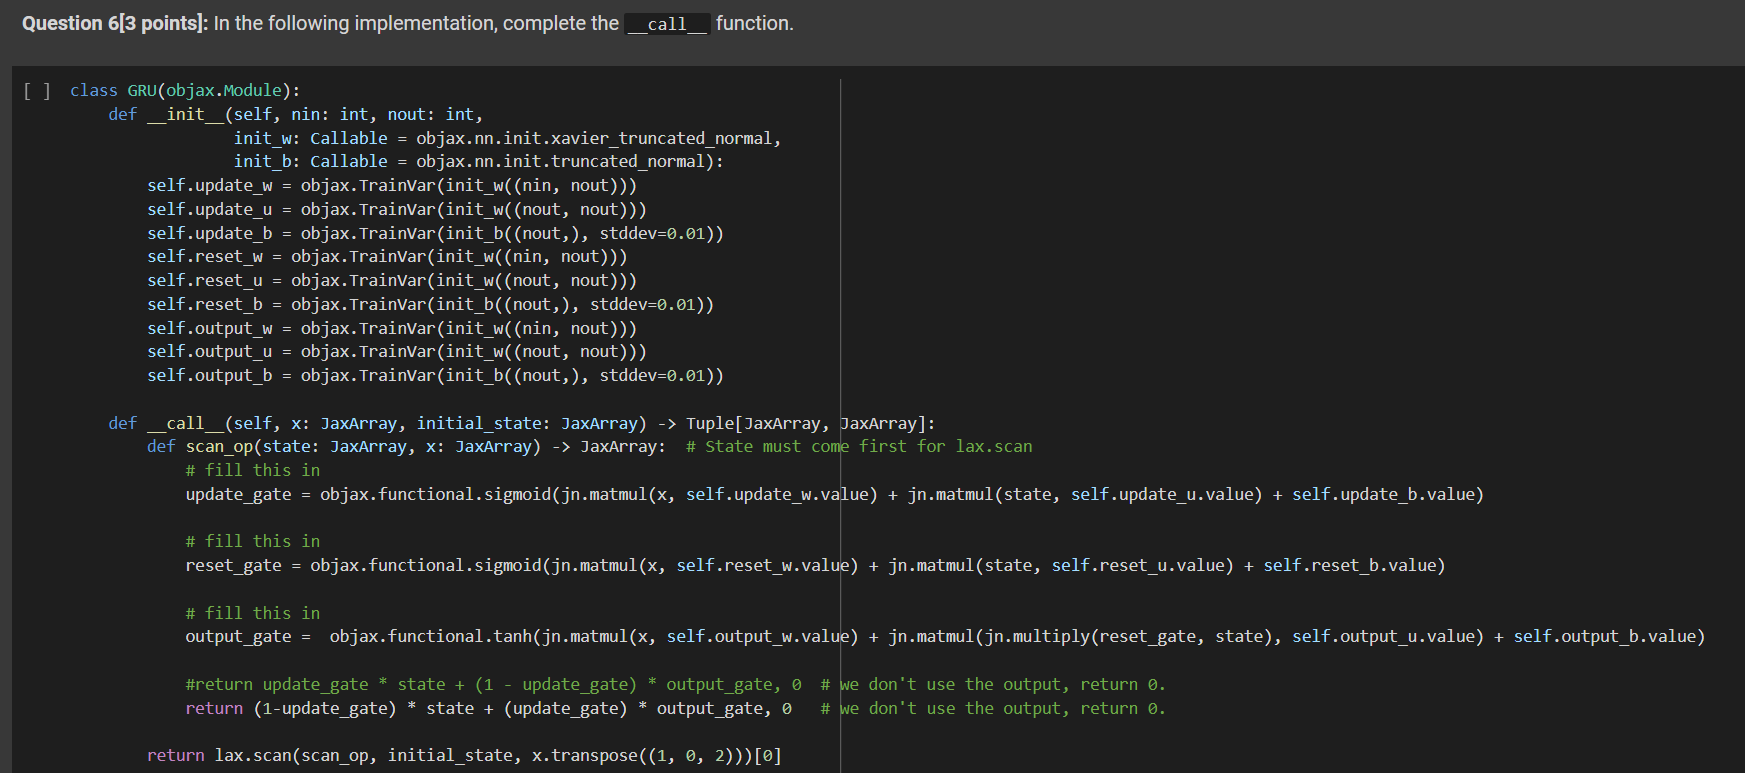 Question 6[3 points]: In the following implementation, complete the __call__ function.
[ ] class GRU(objax.Module):
    def __init__(self, nin: int, nout: int,
                 init_w: Callable = objax.nn.init.xavier_truncated_normal,
                 init_b: Callable = objax.nn.init.truncated_normal):
        self.update_w = objax.TrainVar(init_w((nin, nout)))
        self.update_u = objax.TrainVar(init_w((nout, nout)))
        self.update_b = objax.TrainVar(init_b((nout,), stddev=0.01))
        self.reset_w = objax.TrainVar(init_w((nin, nout)))
        self.reset_u = objax.TrainVar(init_w((nout, nout)))
        self.reset_b = objax.TrainVar(init_b((nout,), stddev=0.01))
        self.output_w = objax.TrainVar(init_w((nin, nout)))
        self.output_u = objax.TrainVar(init_w((nout, nout)))
        self.output_b = objax.TrainVar(init_b((nout,), stddev=0.01))
    def __call__(self, x: JaxArray, initial_state: JaxArray) -> Tuple[JaxArray, JaxArray]:
        def scan_op(state: JaxArray, x: JaxArray) -> JaxArray:  # State must come first for lax.scan
            # fill this in
            update_gate = objax.functional.sigmoid(jn.matmul(x, self.update_w.value) + jn.matmul(state, self.update_u.value) + self.update_b.value)
            # fill this in
            reset_gate = objax.functional.sigmoid(jn.matmul(x, self.reset_w.value) + jn.matmul(state, self.reset_u.value) + self.reset_b.value)
            # fill this in
            output_gate =  objax.functional.tanh(jn.matmul(x, self.output_w.value) + jn.matmul(jn.multiply(reset_gate, state), self.output_u.value) + self.output_b.value)
            #return update_gate * state + (1 - update_gate) * output_gate, 0  # we don't use the output, return 0.
            return (1-update_gate) * state + (update_gate) * output_gate, 0   # we don't use the output, return 0.
        return lax.scan(scan_op, initial_state, x.transpose((1, 0, 2)))[0]